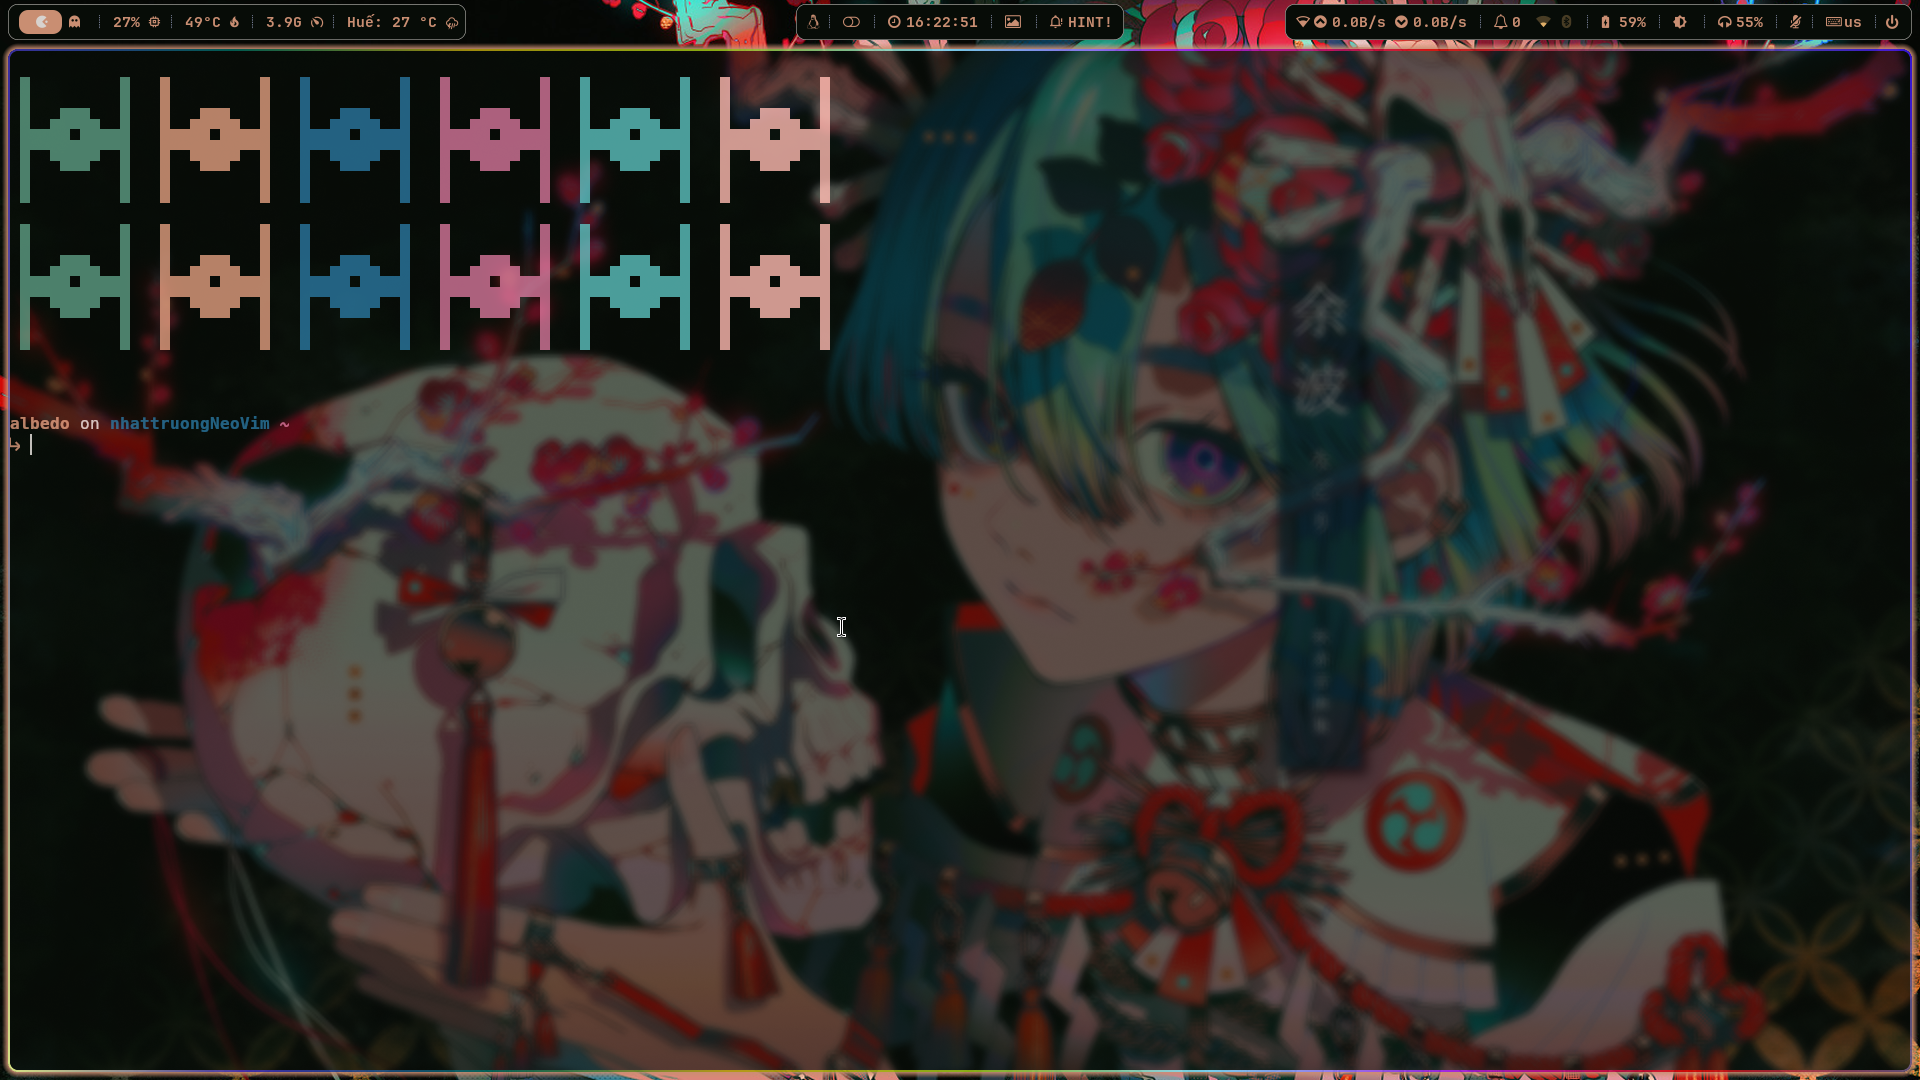 27% 49°C 3.9G Huế: 27 °C
16:22:51 HINT!
0.0B/s 0.0B/s 0 59% 55% us
余波
albedo on nhattruongNeoVim ~